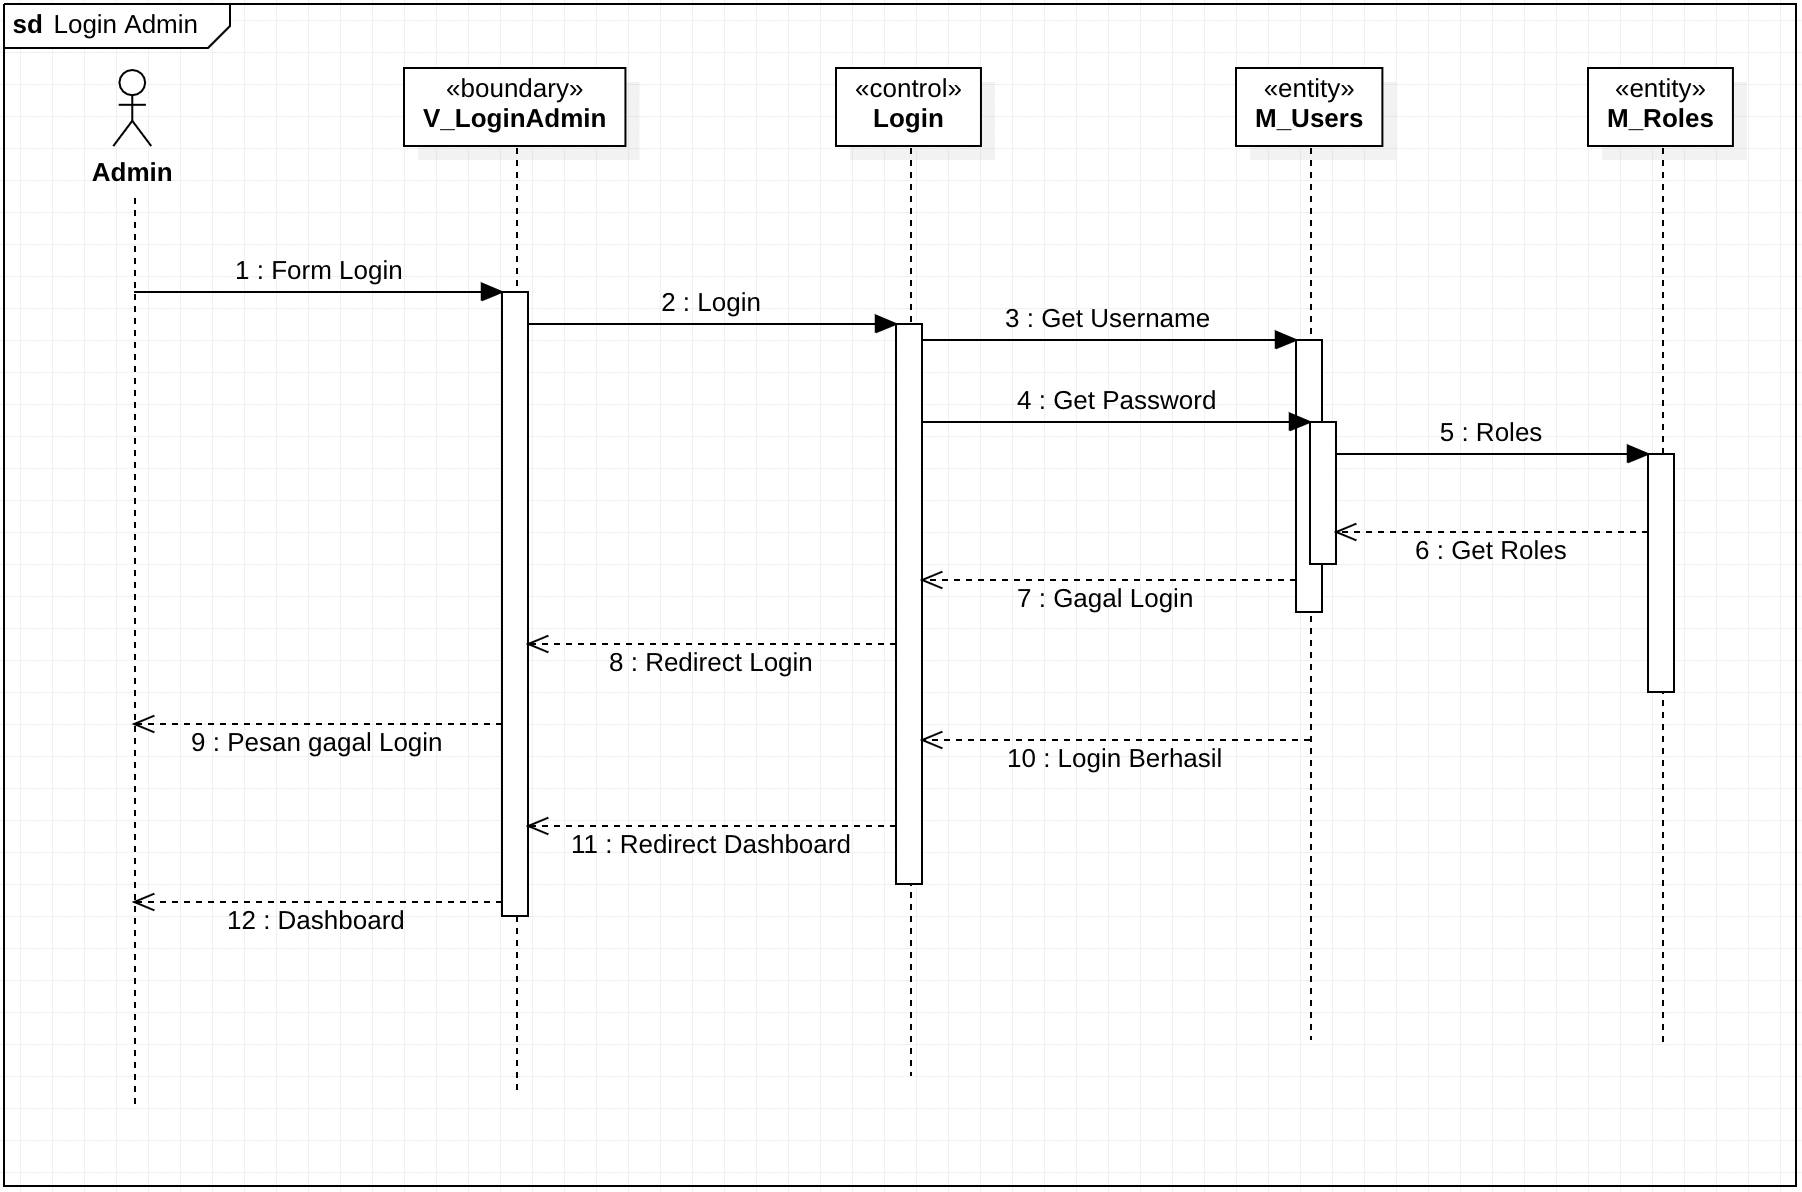 sd Login Admin
«boundary»
V_LoginAdmin
«control»
Login
«entity»
M_Users
«entity»
M_Roles
Admin
1 : Form Login
2 : Login
3 : Get Username
4 : Get Password
5 : Roles
6 : Get Roles
7 : Gagal Login
8 : Redirect Login
9 : Pesan gagal Login
10 : Login Berhasil
11 : Redirect Dashboard
12 : Dashboard